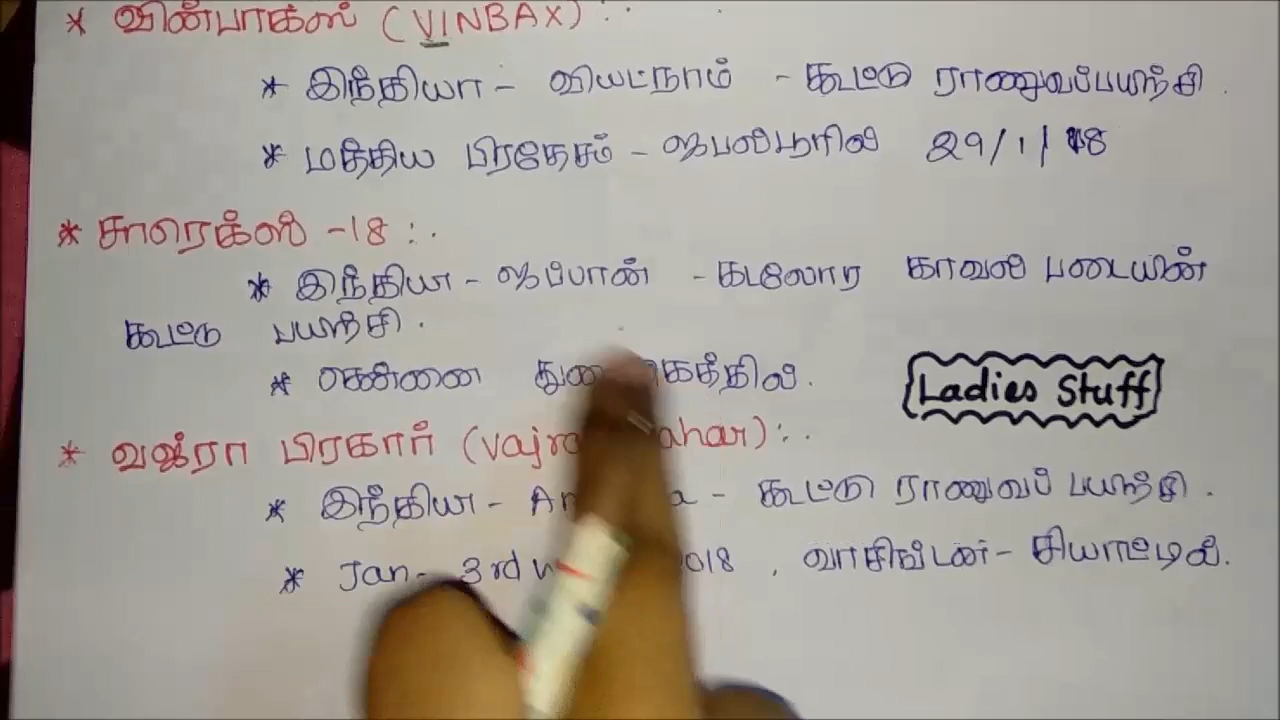 * வின்பாக்ஸ் (VINBAX) :.
* இந்தியா - வியட்நாம் - கூட்டு ராணுவப்பயிற்சி .
* மத்திய பிரதேசம் - ஜபல்பூரில் 29/1/18
* சாரெக்ஸ் -18 :.
* இந்தியா - ஜப்பான் - கடலோர காவல் படையின்
கூட்டு பயிற்சி .
* சென்னை
Ladies Stuff
* வஜ்ரா பிரகார் :.
* இந்தியா - - கூட்டு ராணுவப் பயிற்சி .
* Jan - 3rd 2018 , வாசிங்டன் - சியாட்டில்.